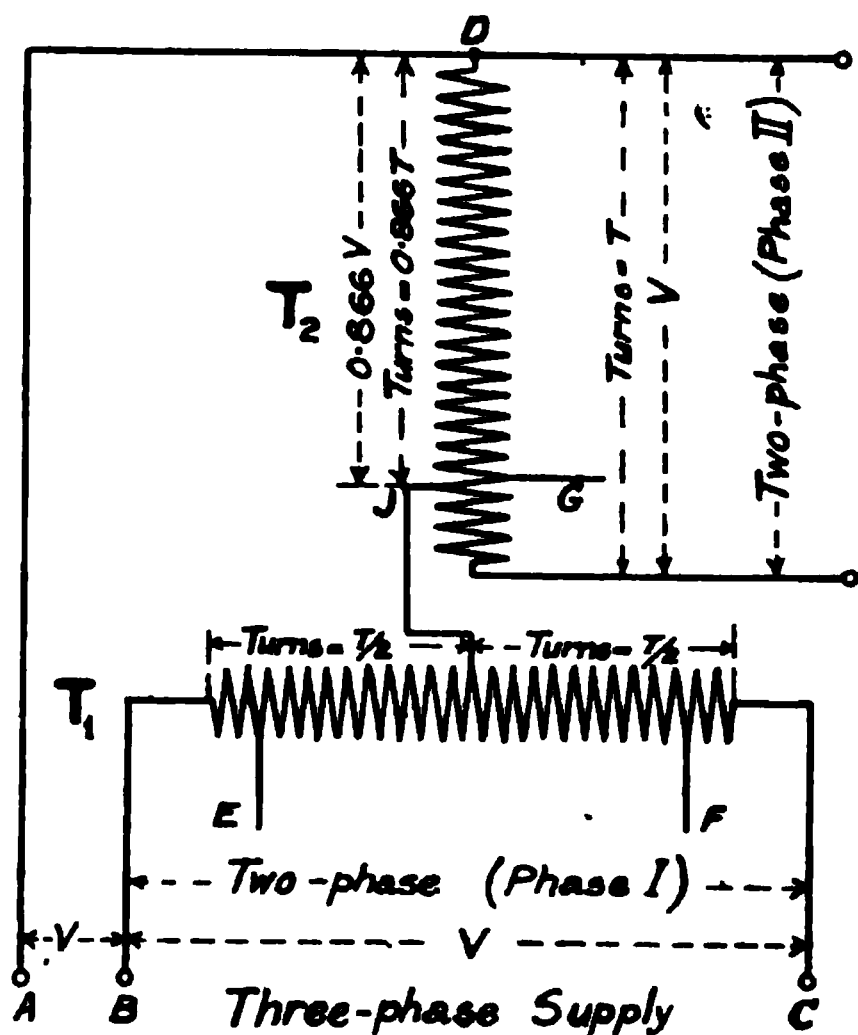 D
0.866 V
Turns = 0.866T
Turns = T
V
Two-phase (Phase II)
T2
J
G
Turns = T/2
Turns = T/2
T1
E
F
Two-phase (Phase I)
V
V
A
B
Three-phase Supply
C